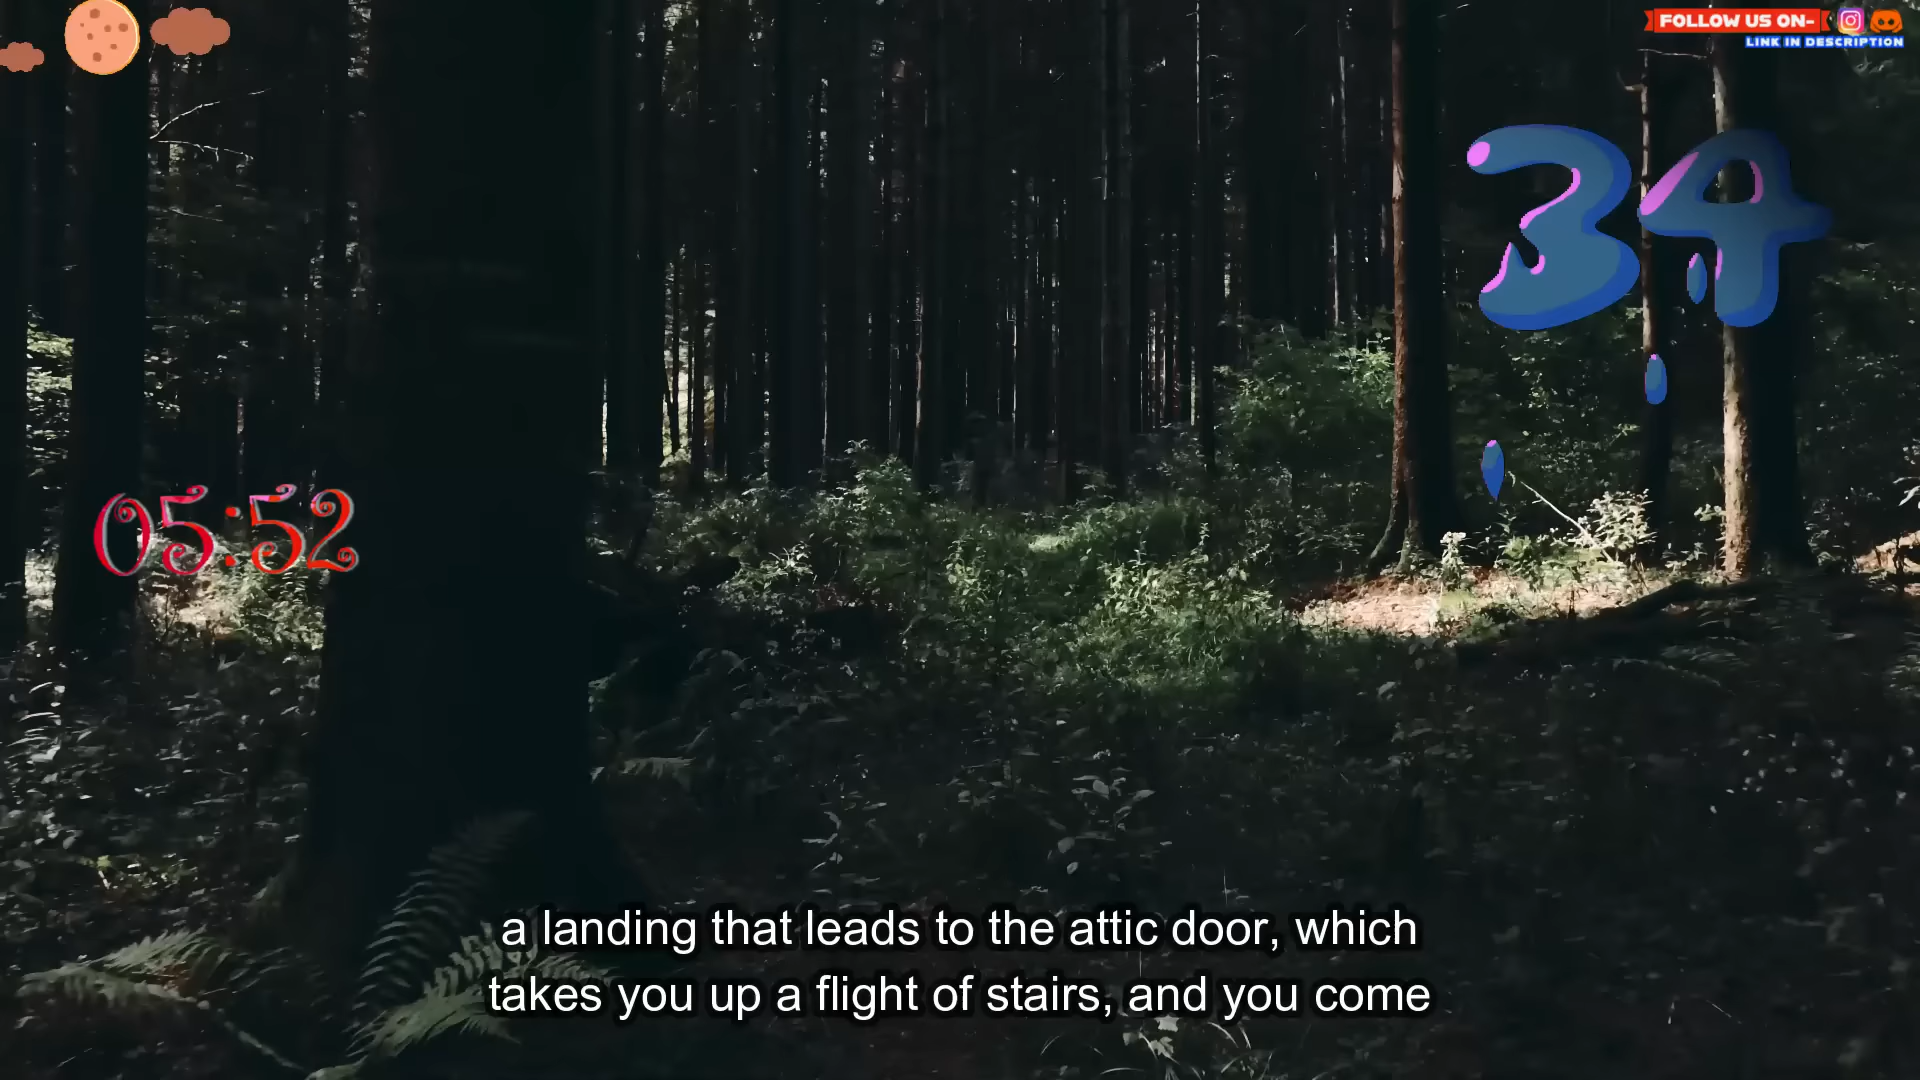 FOLLOW US ON-
LINK IN DESCRIPTION
34
05:52
a landing that leads to the attic door, which
takes you up a flight of stairs, and you come